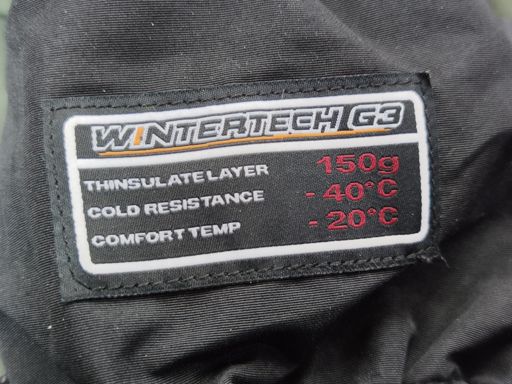 WINTERTECH G3
THINSULATE LAYER 150g
COLD RESISTANCE - 40°C
COMFORT TEMP - 20°C